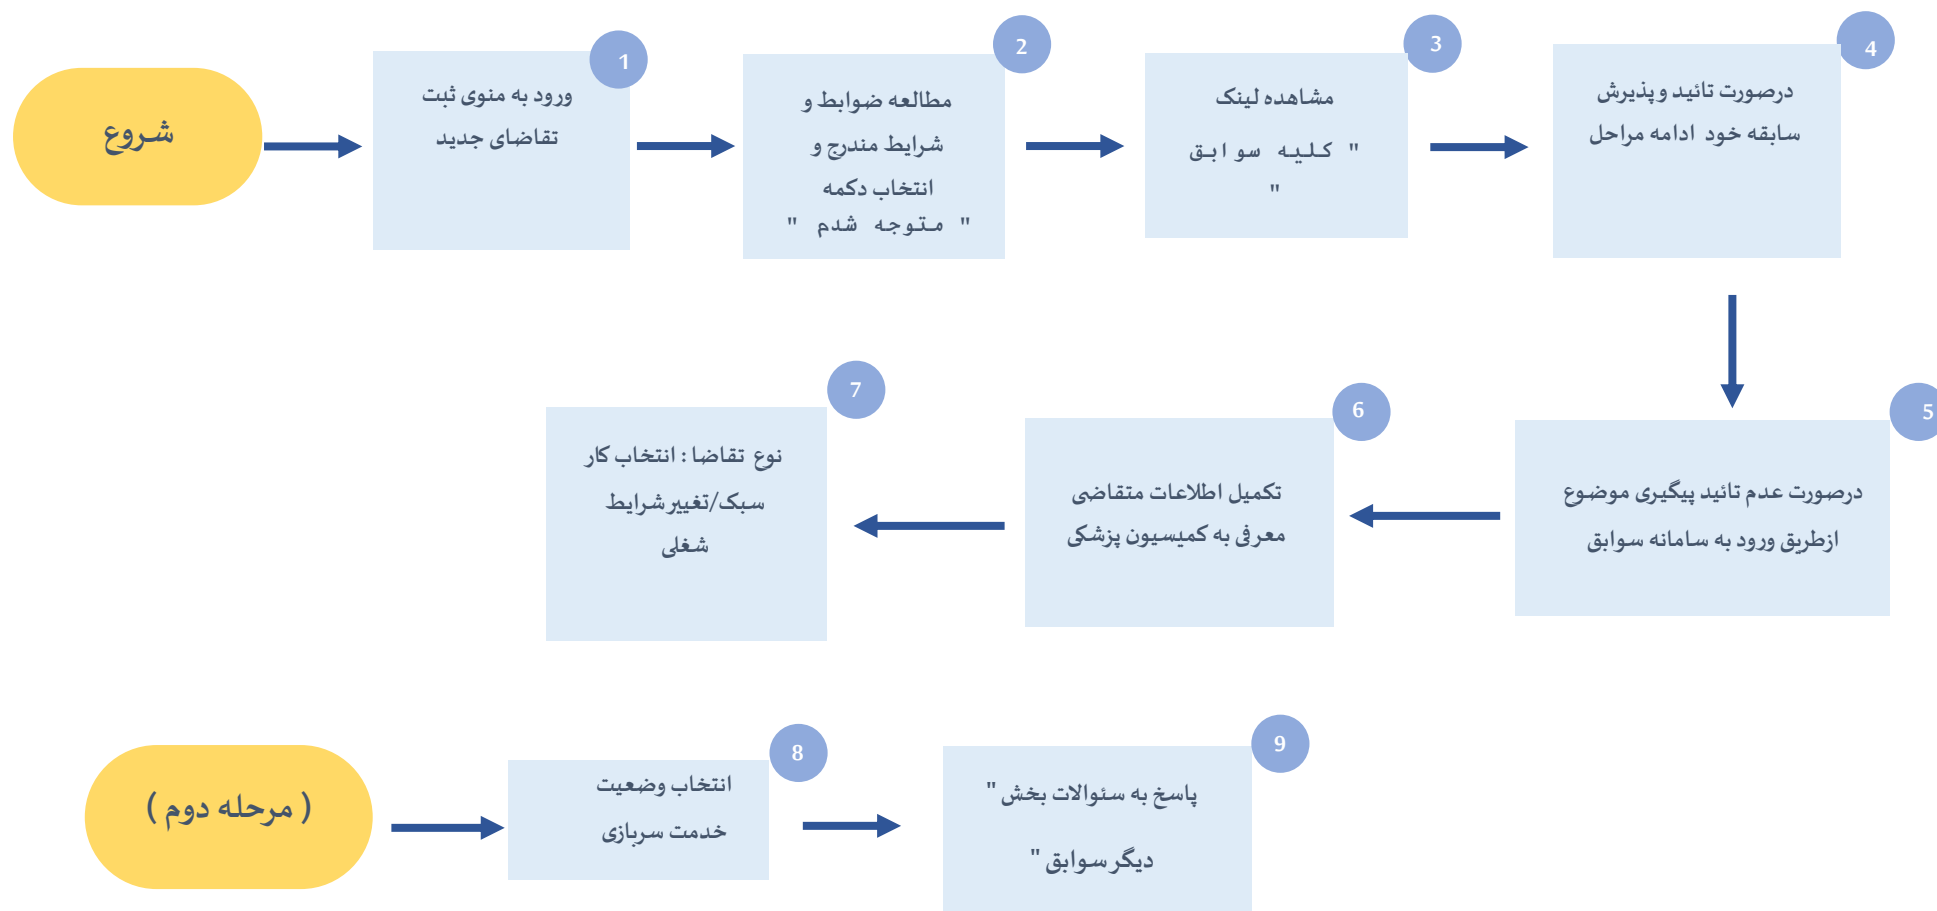 شروع
1
ورود به منوی ثبت
تقاضای جدید
2
مطالعه ضوابط و
شرایط مندرج و
انتخاب دکمه
" متوجه شدم "
3
مشاهده لینک
" کلیه سوابق
"
4
درصورت تائید و پذیرش
سابقه خود ادامه مراحل
5
درصورت عدم تائید پیگیری موضوع
ازطریق ورود به سامانه سوابق
6
تکمیل اطلاعات متقاضی
معرفی به کمیسیون پزشکی
7
نوع تقاضا : انتخاب کار
سبک/تغییر شرایط
شغلی
( مرحله دوم )
8
انتخاب وضعیت
خدمت سربازی
9
پاسخ به سئوالات بخش "
دیگر سوابق "